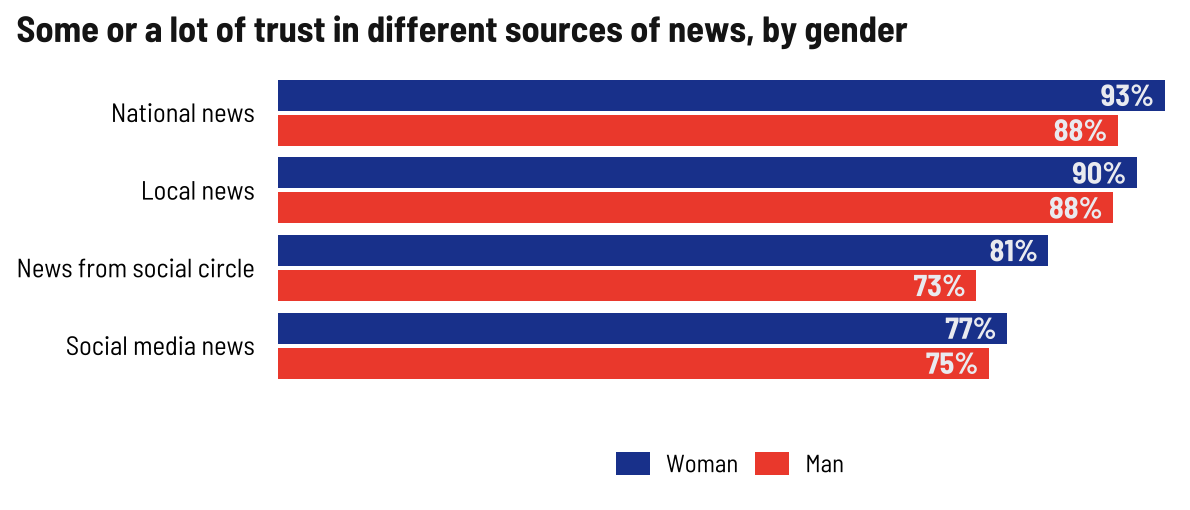 Some or a lot of trust in different sources of news, by gender
National news
93%
88%
Local news
90%
88%
News from social circle
81%
73%
Social media news
77%
75%
Woman
Man